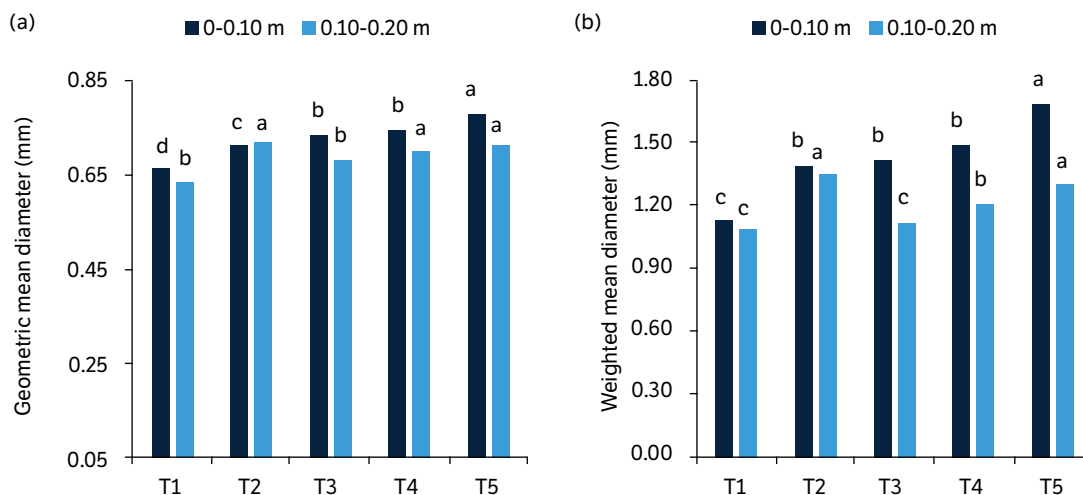 (a)
0-0.10 m 0.10-0.20 m
Geometric mean diameter (mm)
0.85
0.65
0.45
0.25
0.05
d b c a b b b a a a
T1 T2 T3 T4 T5
(b)
0-0.10 m 0.10-0.20 m
Weighted mean diameter (mm)
1.80
1.50
1.20
0.90
0.60
0.30
0.00
c c b a b c b b a a
T1 T2 T3 T4 T5